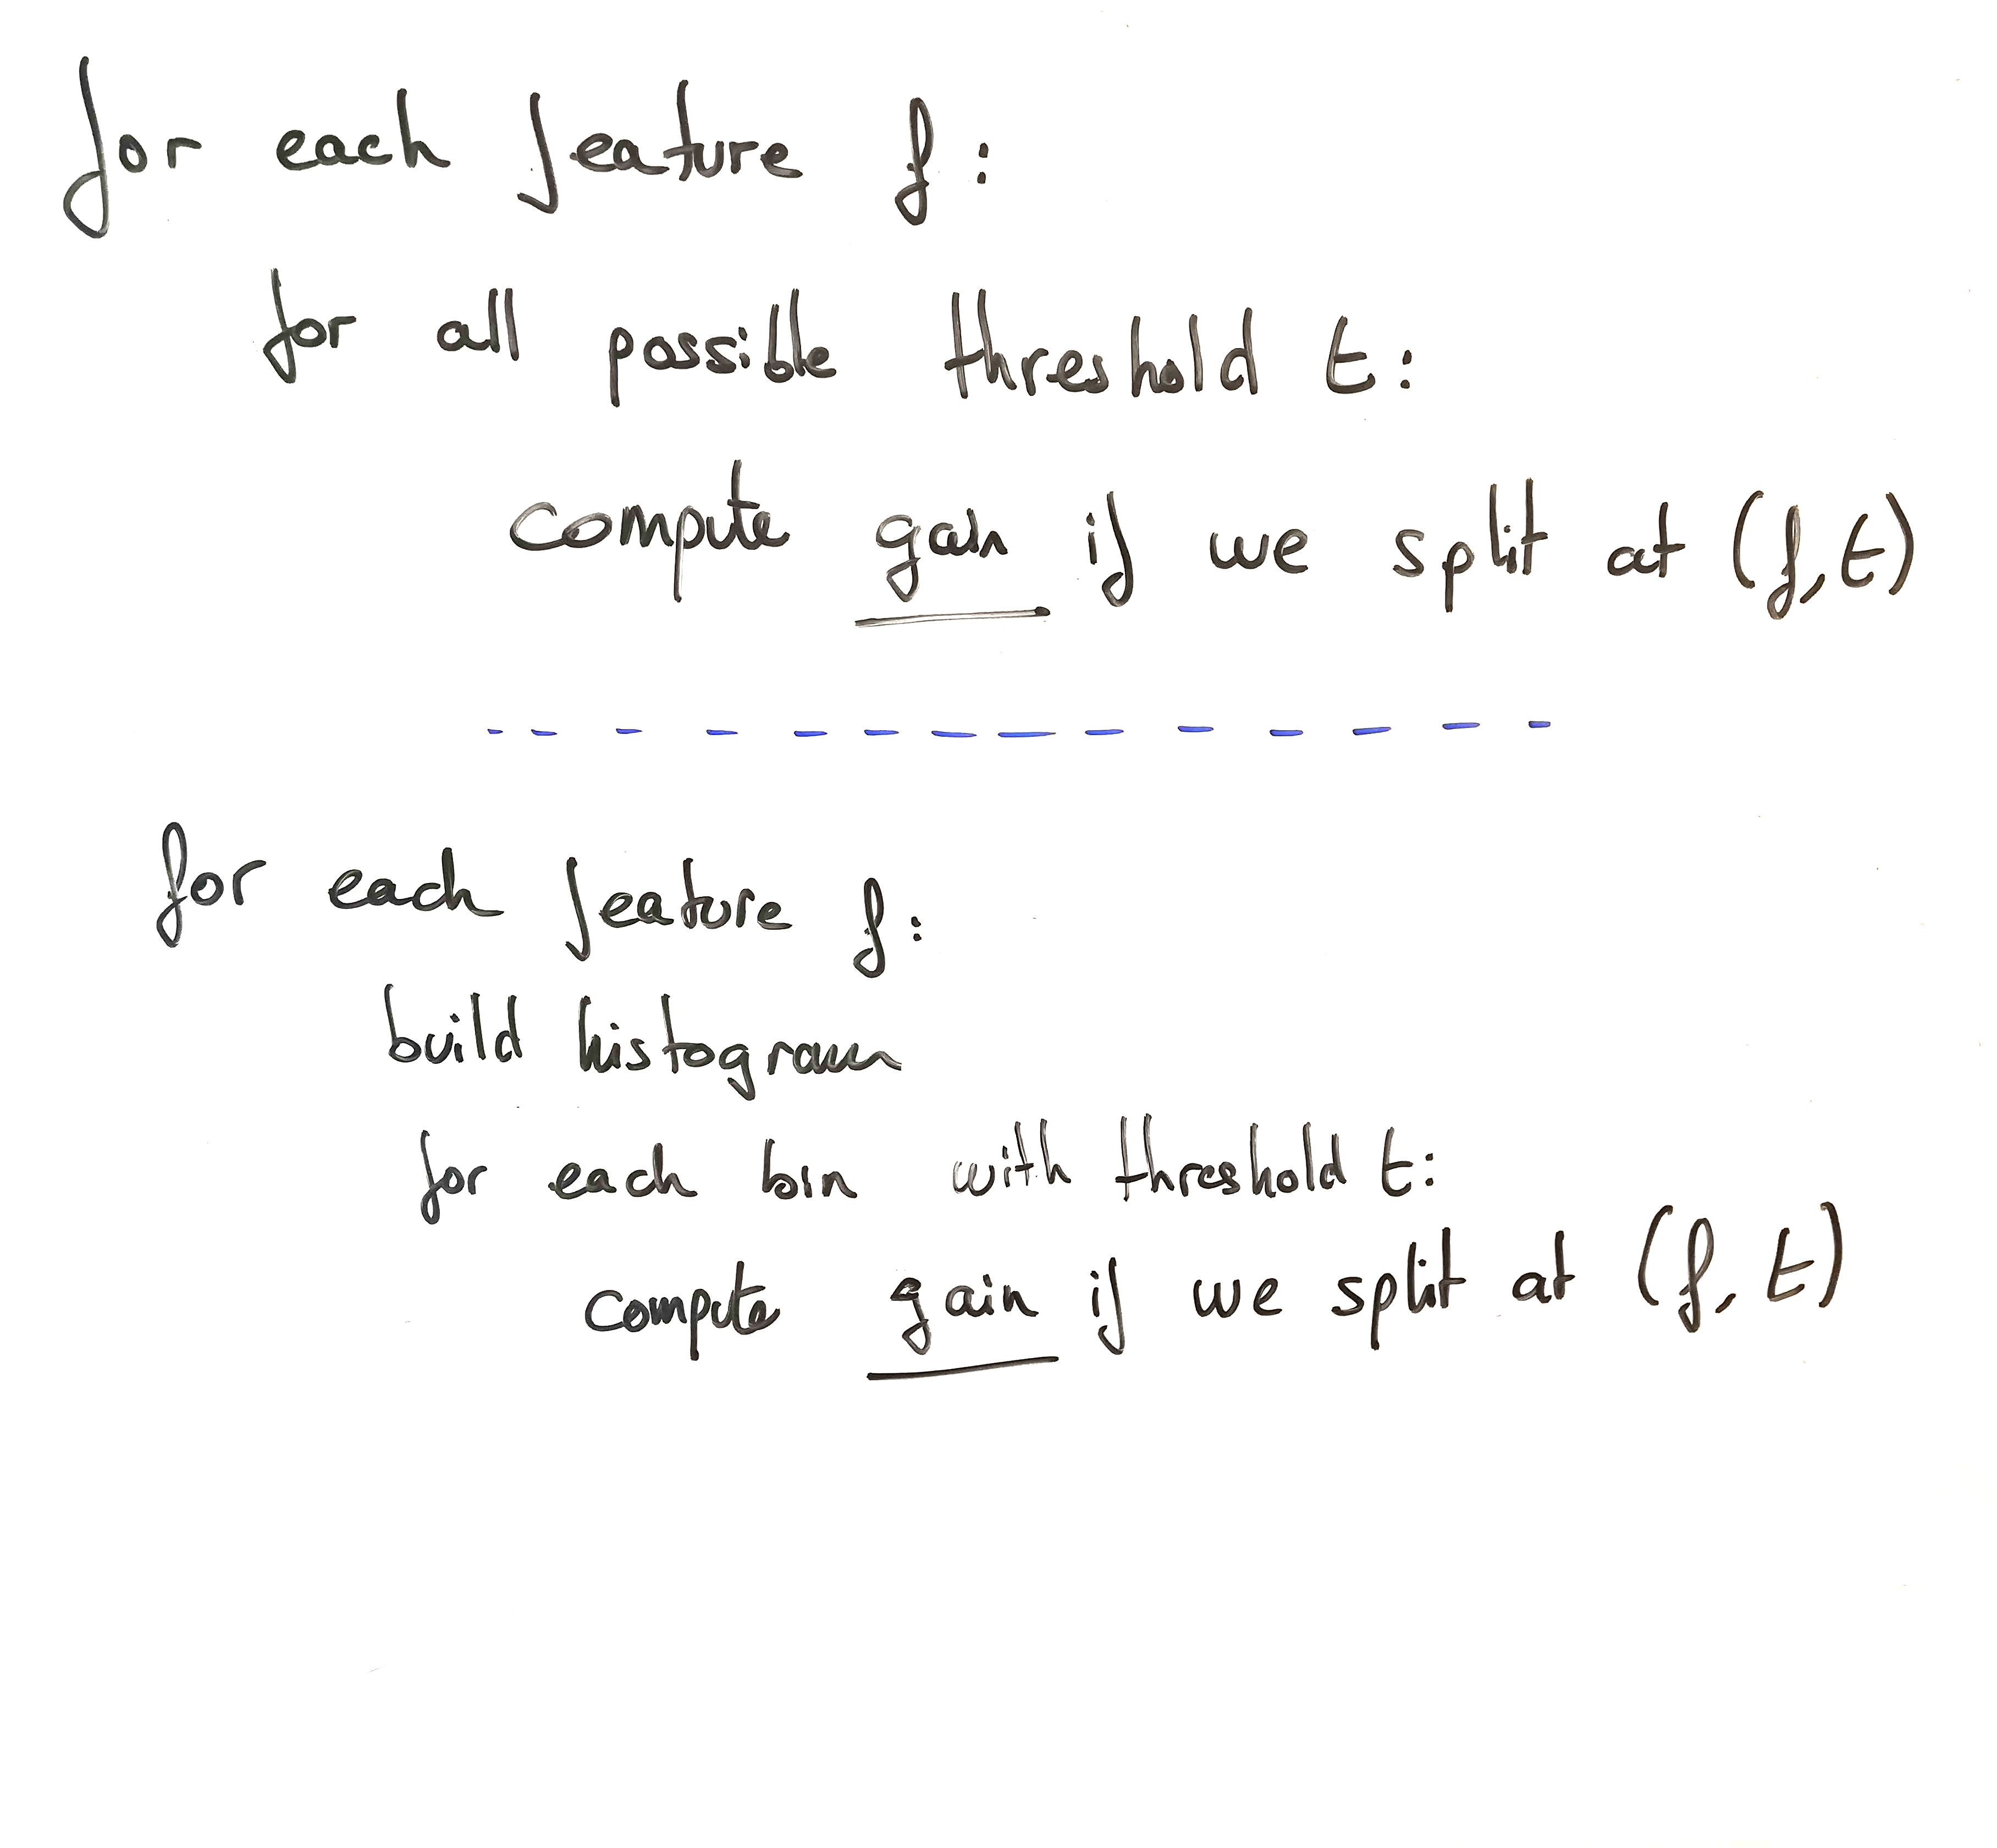 for each feature f:
for all possible threshold t:
compute gain if we split at (f,t)
for each feature f:
build histogram
for each bin with threshold t:
compute gain if we split at (f, t)